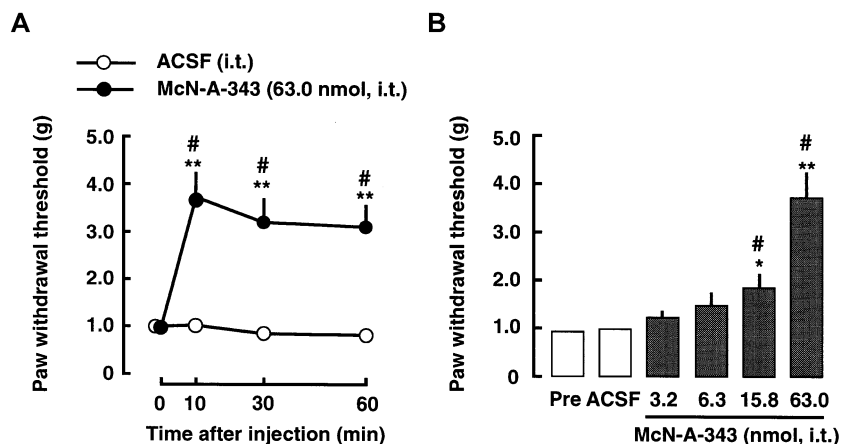 A
ACSF (i.t.)
McN-A-343 (63.0 nmol, i.t.)
Paw withdrawal threshold (g)
5.0
4.0
3.0
2.0
1.0
0
#
**
#
**
#
**
0 10 30 60
Time after injection (min)
B
Paw withdrawal threshold (g)
5.0
4.0
3.0
2.0
1.0
0
#
*
#
**
Pre ACSF 3.2 6.3 15.8 63.0
McN-A-343 (nmol, i.t.)